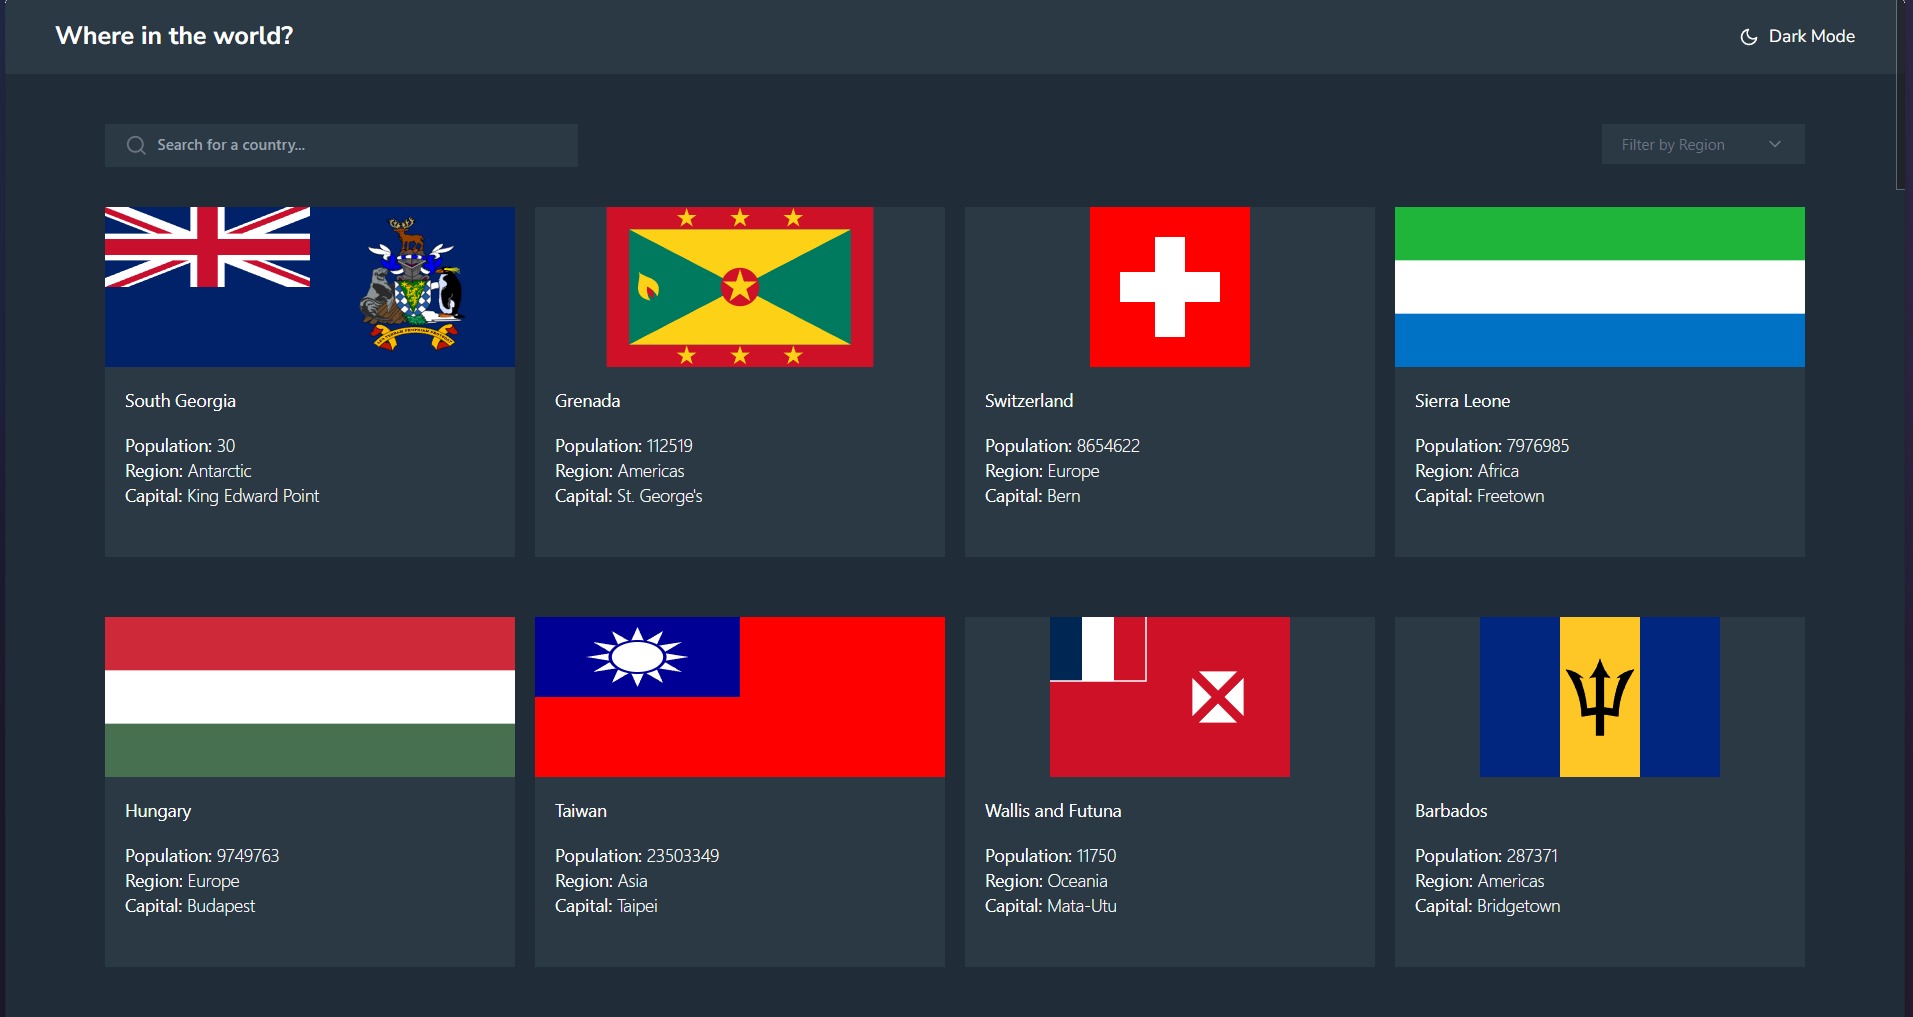 Where in the world?
Dark Mode
Search for a country...
Filter by Region
South Georgia
Population: 30
Region: Antarctic
Capital: King Edward Point
Grenada
Population: 112519
Region: Americas
Capital: St. George's
Switzerland
Population: 8654622
Region: Europe
Capital: Bern
Sierra Leone
Population: 7976985
Region: Africa
Capital: Freetown
Hungary
Population: 9749763
Region: Europe
Capital: Budapest
Taiwan
Population: 23503349
Region: Asia
Capital: Taipei
Wallis and Futuna
Population: 11750
Region: Oceania
Capital: Mata-Utu
Barbados
Population: 287371
Region: Americas
Capital: Bridgetown